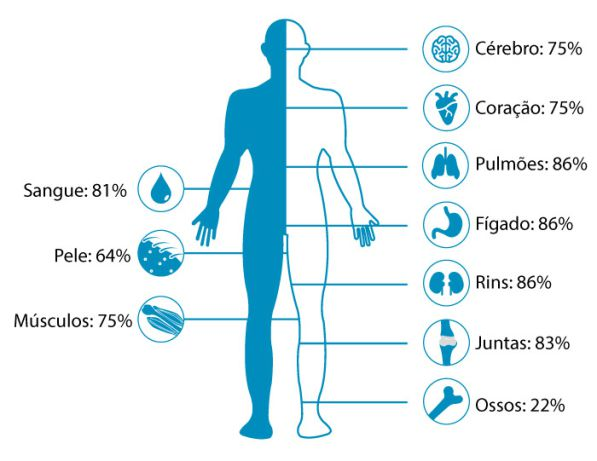 Cérebro: 75%
Coração: 75%
Pulmões: 86%
Sangue: 81%
Fígado: 86%
Pele: 64%
Rins: 86%
Músculos: 75%
Juntas: 83%
Ossos: 22%